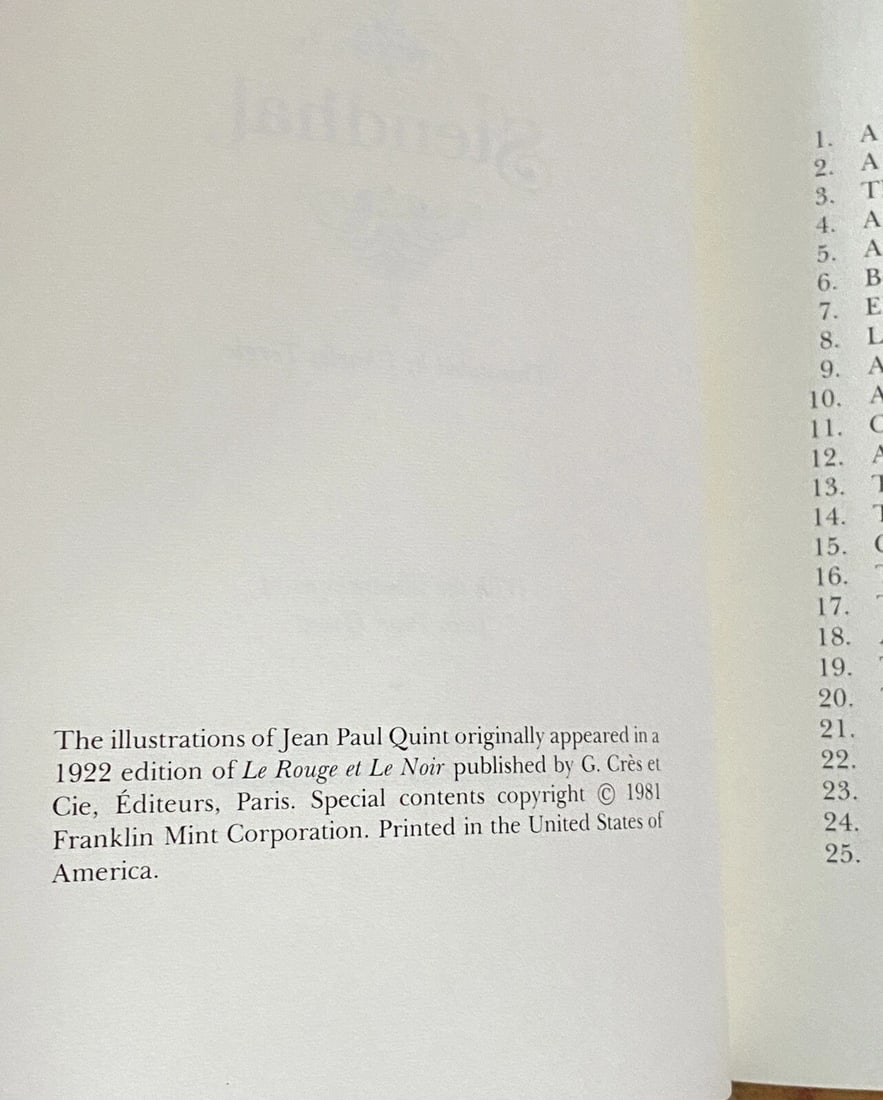 Stendhal
The illustrations of Jean Paul Quint originally appeared in a
1922 edition of Le Rouge et Le Noir published by G. Crès et
Cie, Éditeurs, Paris. Special contents copyright © 1981
Franklin Mint Corporation. Printed in the United States of
America.
1. A
2. A
3. T
4. A
5. A
6. B
7. E
8. L
9. A
10. A
11. C
12. A
13. T
14. T
15.
16.
17.
18.
19.
20.
21.
22.
23.
24.
25.